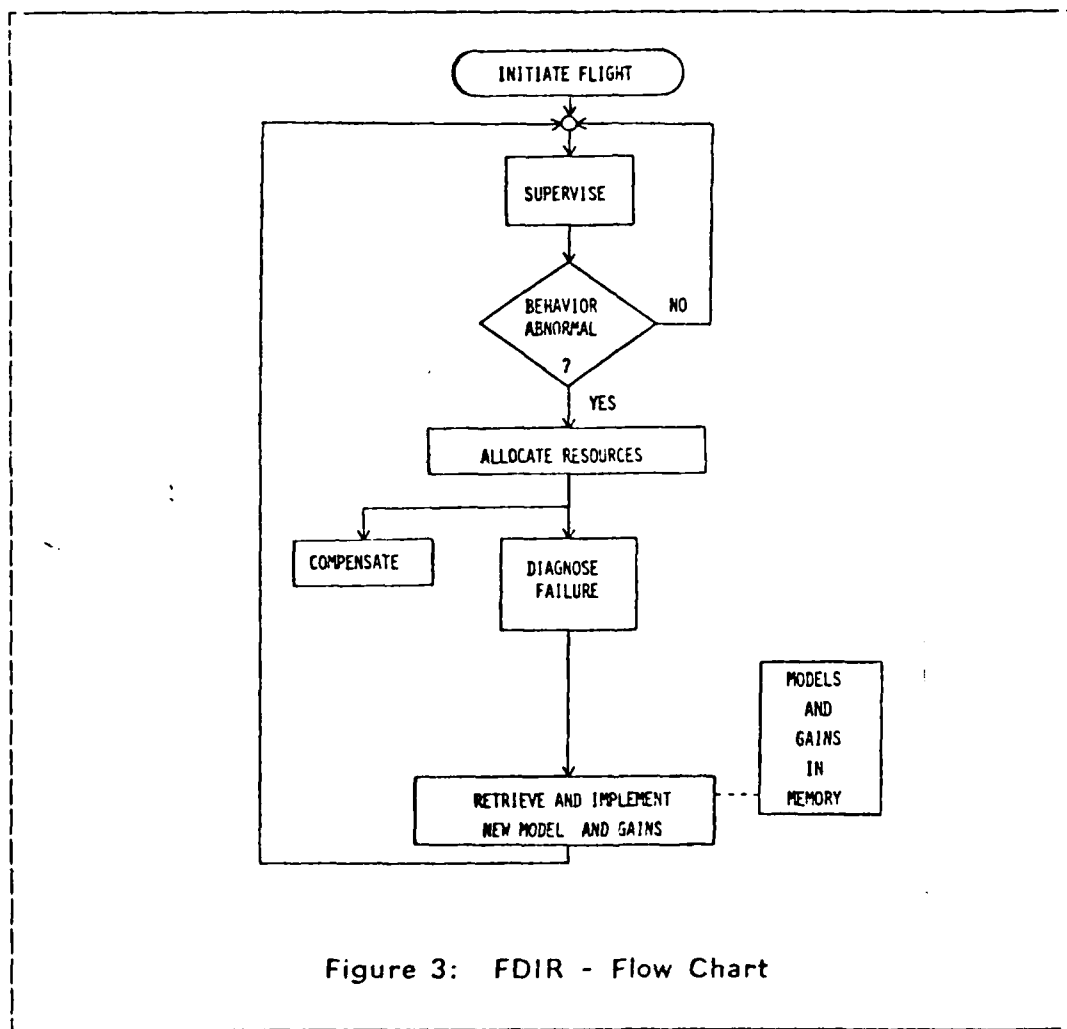 INITIATE FLIGHT
SUPERVISE
BEHAVIOR
ABNORMAL
?
NO
YES
ALLOCATE RESOURCES
COMPENSATE
DIAGNOSE
FAILURE
MODELS
AND
GAINS
IN
MEMORY
RETRIEVE AND IMPLEMENT
NEW MODEL AND GAINS
Figure 3: FDIR - Flow Chart